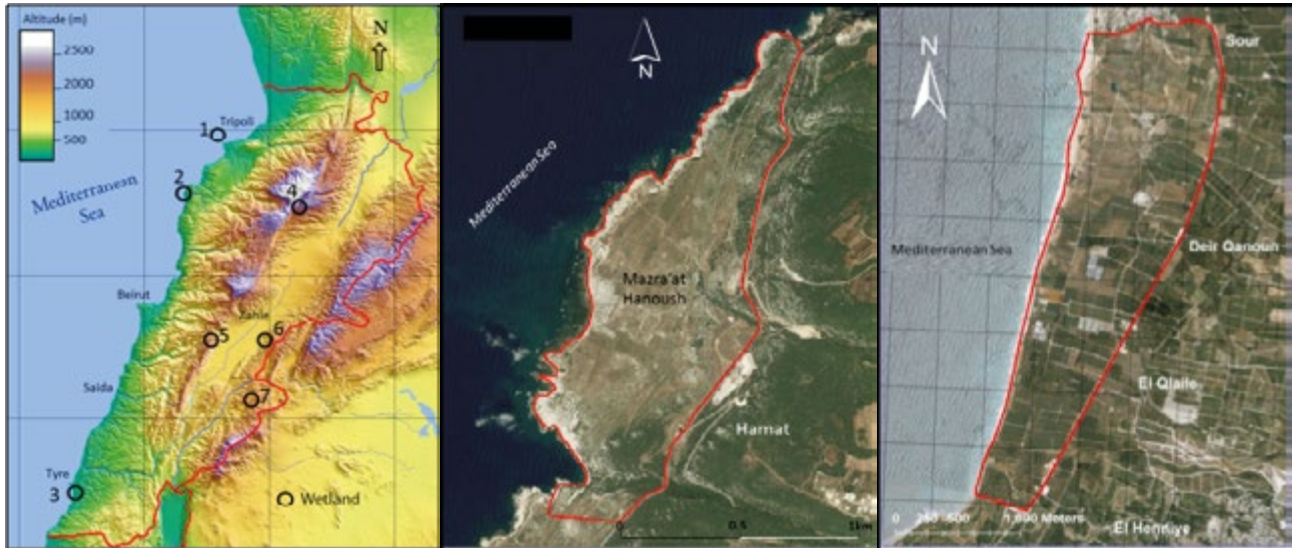 Altitude (m)
2500
2000
1000
500
N
1
Tripoli
2
Mediterranean
Sea
4
Beirut
Zahle
5
6
Saida
7
Tyre
3
Wetland
N
Mediterranean Sea
Mazra'at
Hanoush
Hamat
0
0.5
1km
N
Sour
Deir Qanoun
Mediterranean Sea
El Qlaile
0 250 500 1,000 Meters
El Henniye